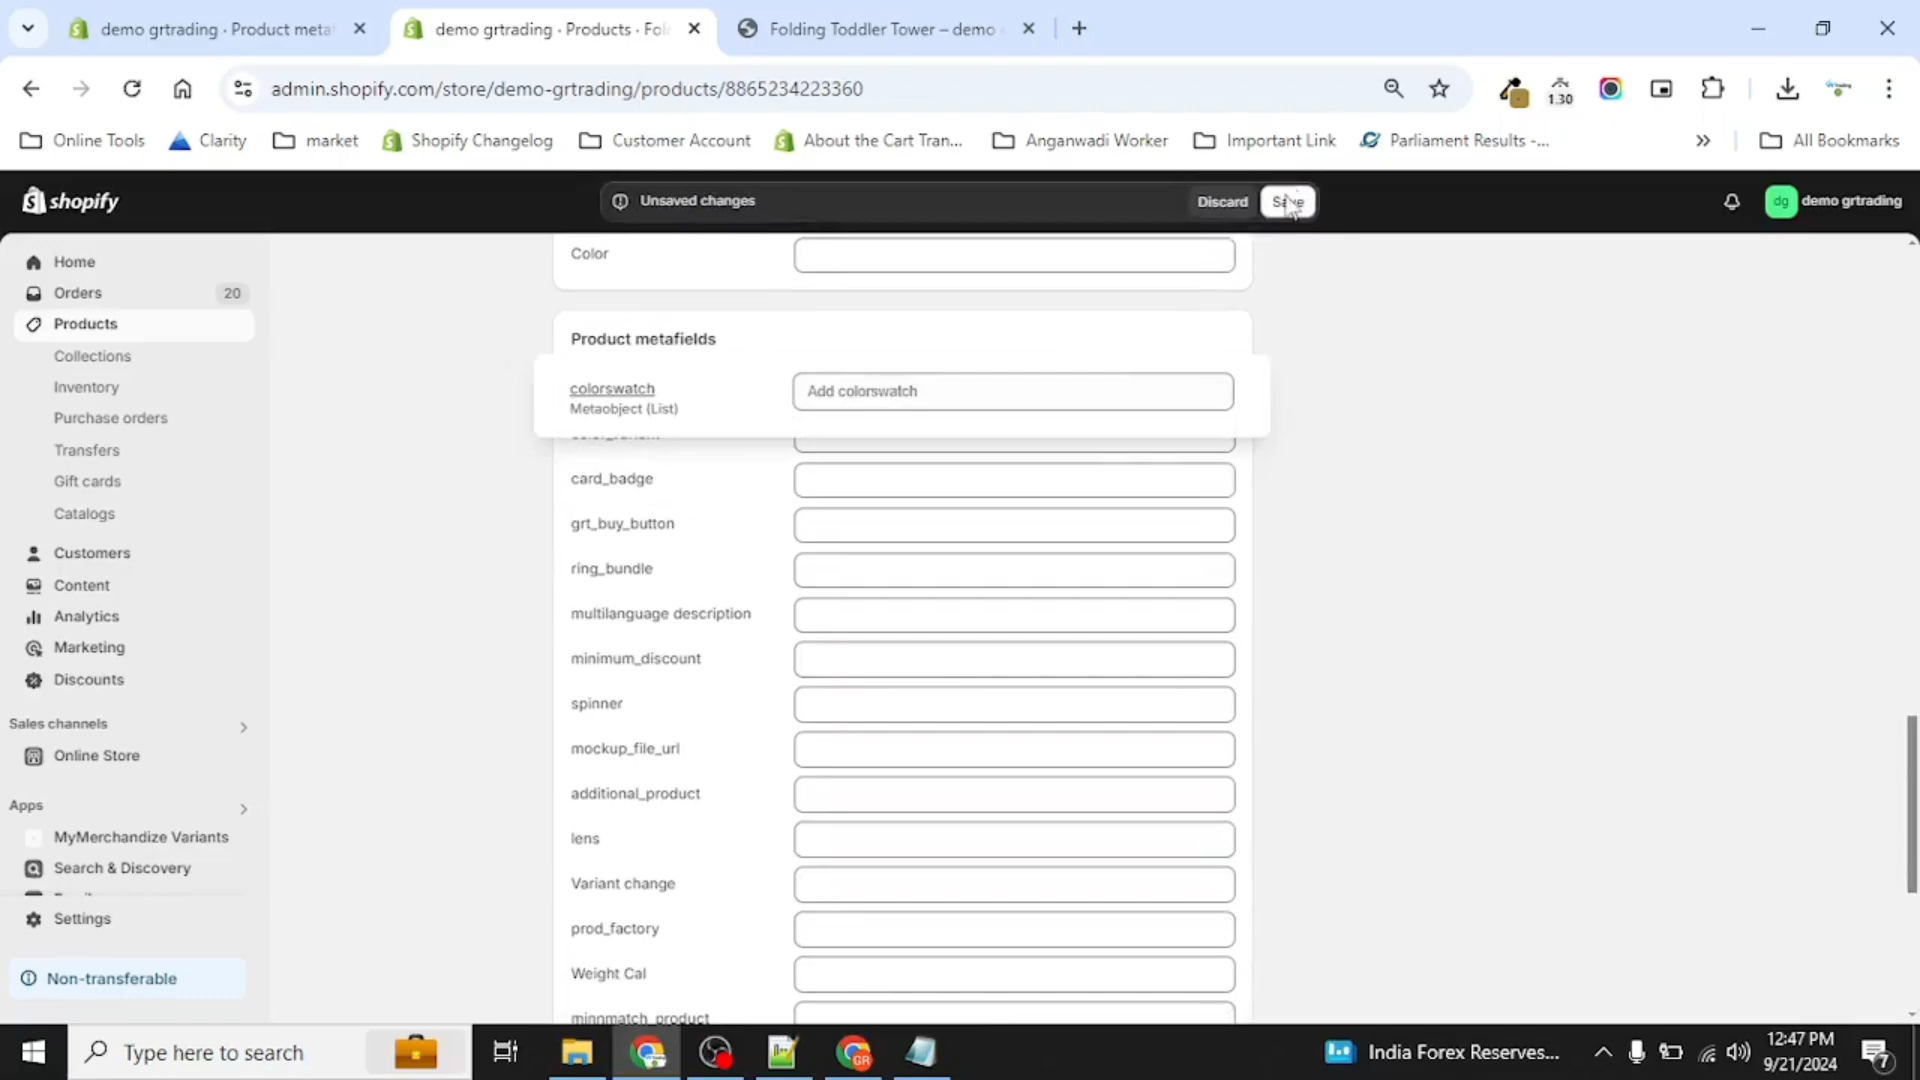 demo grtrading · Product meta
demo grtrading · Products · Fol
Folding Toddler Tower – demo
admin.shopify.com/store/demo-grtrading/products/8865234223360
1.30
Online Tools
Clarity
market
Shopify Changelog
Customer Account
About the Cart Tran...
Anganwadi Worker
Important Link
Parliament Results -...
All Bookmarks
shopify
Unsaved changes
Discard
Save
dg
demo grtrading
Home
Orders
20
Products
Collections
Inventory
Purchase orders
Transfers
Gift cards
Catalogs
Customers
Content
Analytics
Marketing
Discounts
Sales channels
Online Store
Apps
MyMerchandize Variants
Search & Discovery
Settings
Non-transferable
Color
Product metafields
colorswatch
Metaobject (List)
Add colorswatch
card_badge
grt_buy_button
ring_bundle
multilanguage description
minimum_discount
spinner
mockup_file_url
additional_product
lens
Variant change
prod_factory
Weight Cal
minnmatch_product
Type here to search
GR
India Forex Reserves...
12:47 PM
9/21/2024
7